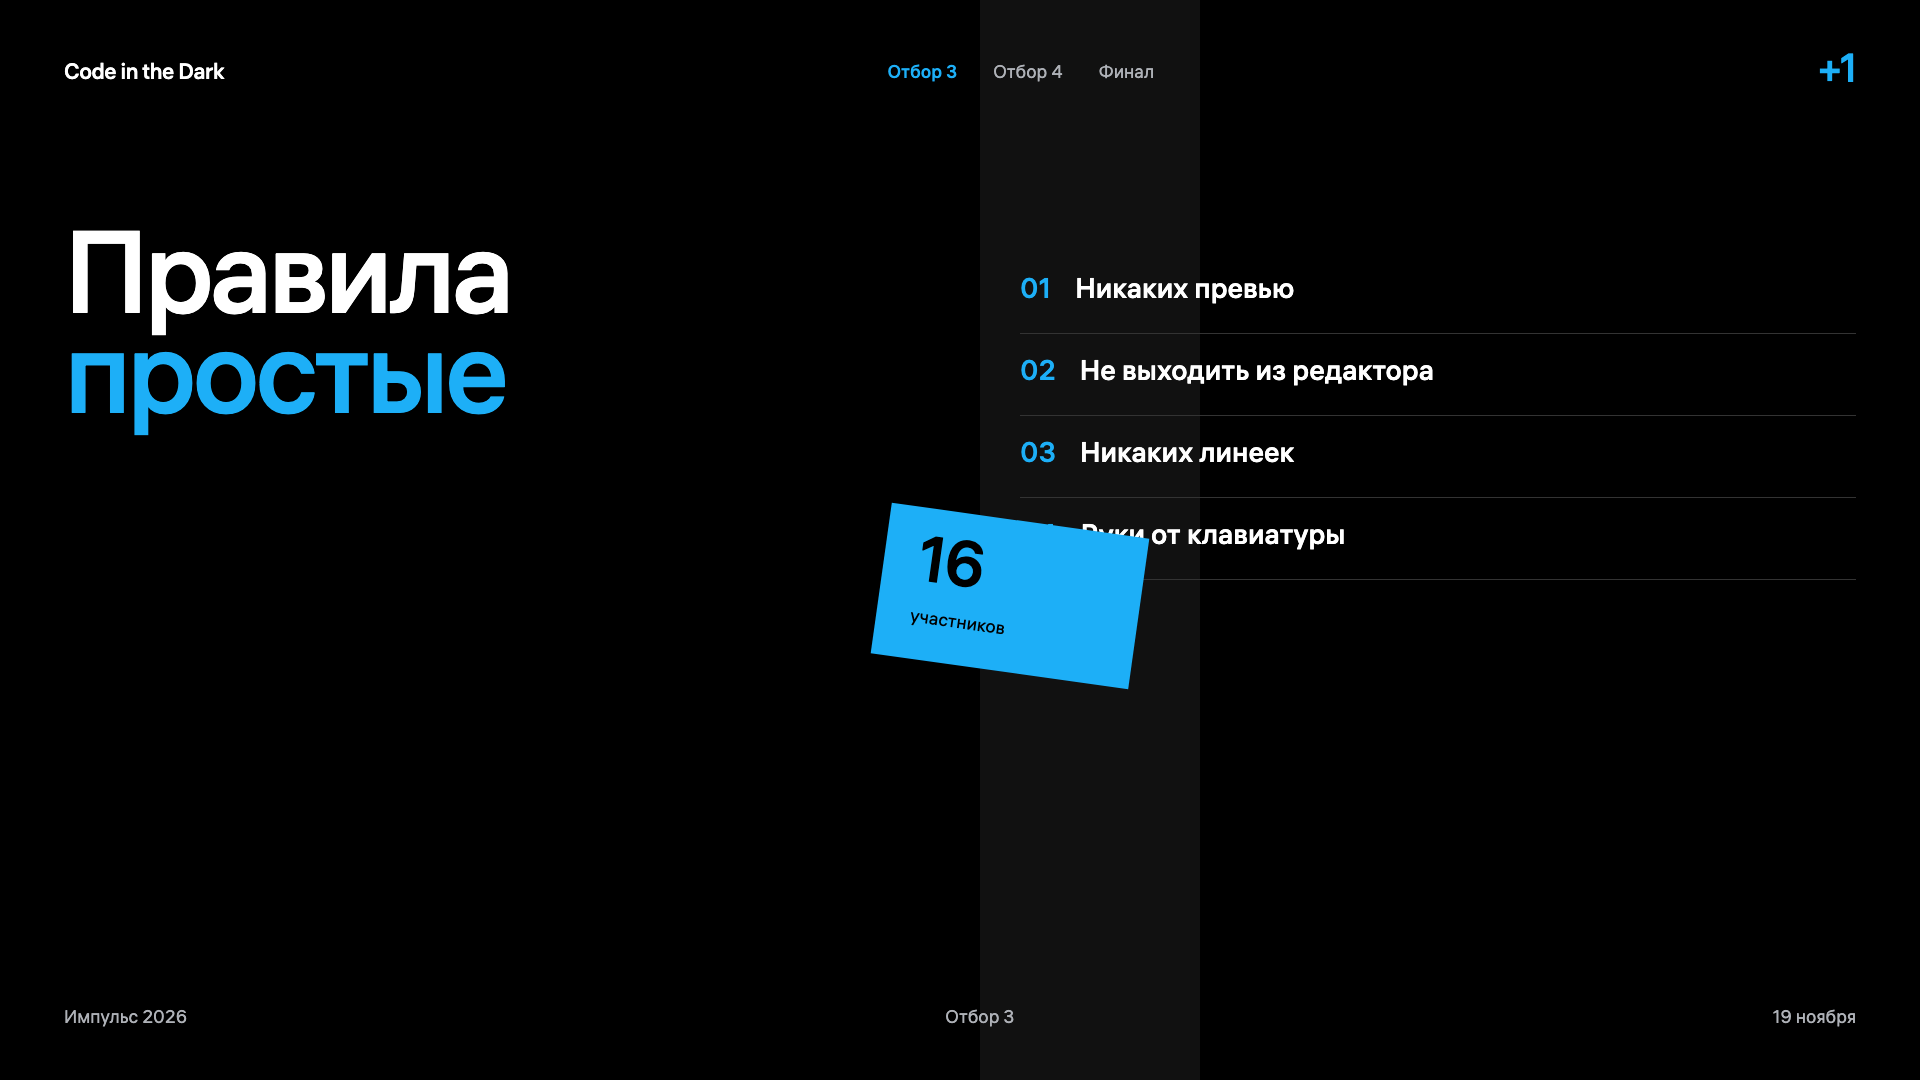 Code in the Dark
Отбор 3
Отбор 4
Финал
+1
Правила
простые
01 Никаких превью
02 Не выходить из редактора
03 Никаких линеек
Руки от клавиатуры
16
участников
Импульс 2026
Отбор 3
19 ноября